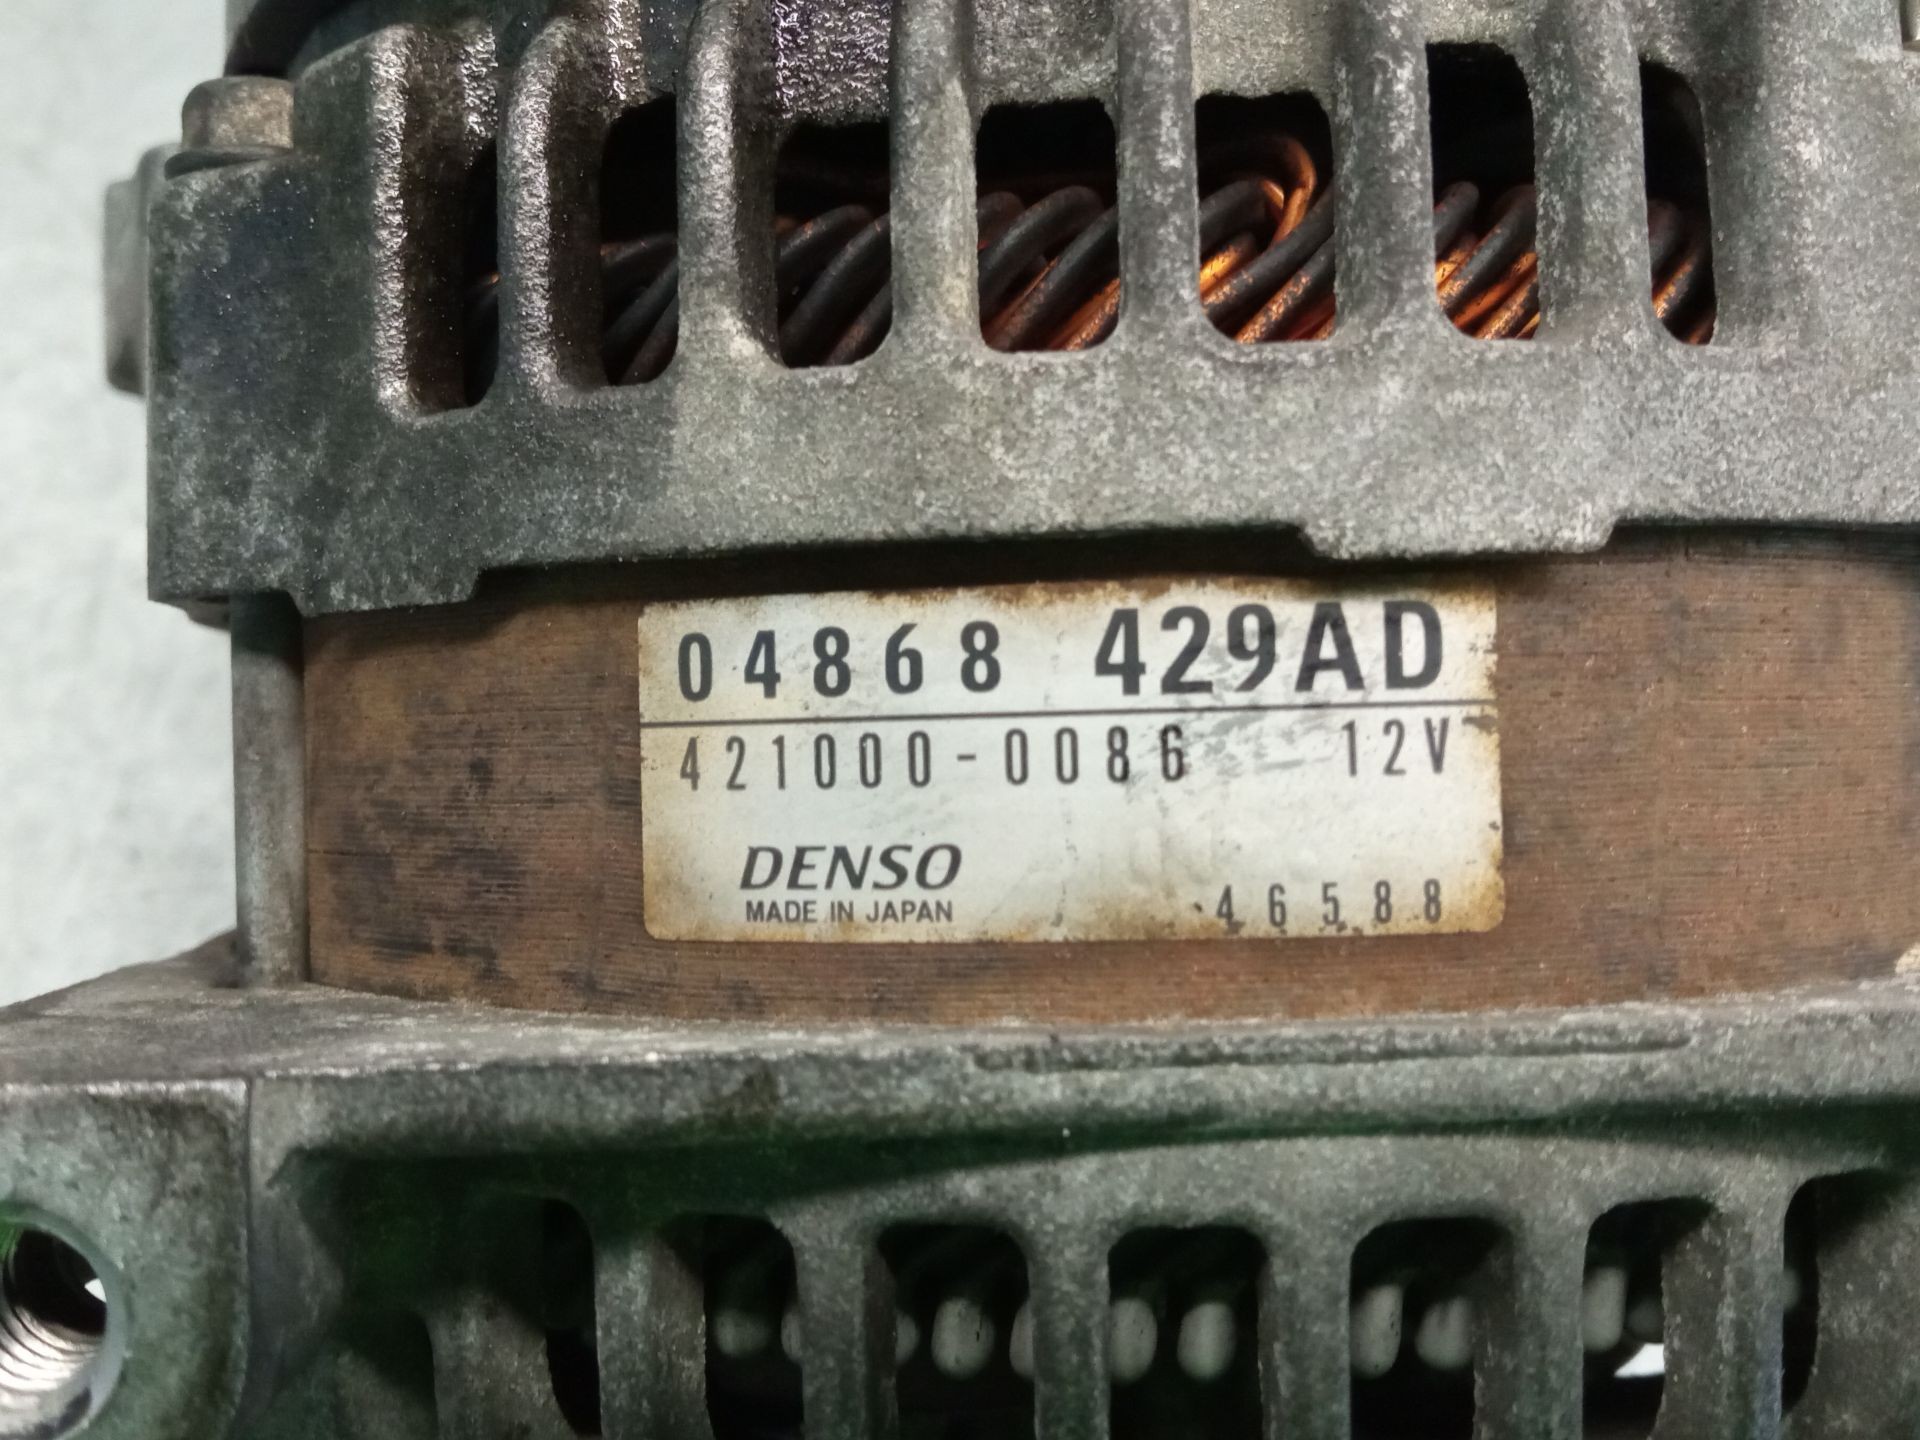 04868 429AD
421000-0086 12V
DENSO
MADE IN JAPAN
46588